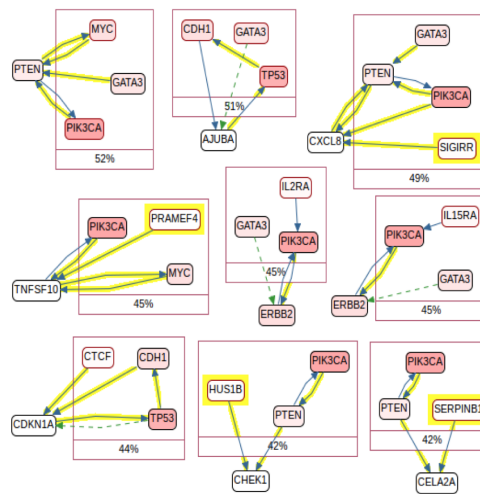 MYC
PTEN
GATA3
PIK3CA
52%
CDH1
GATA3
TP53
51%
AJUBA
GATA3
PTEN
PIK3CA
CXCL8
SIGIRR
49%
PIK3CA
PRAMEF4
MYC
TNFSF10
45%
IL2RA
GATA3
PIK3CA
45%
ERBB2
IL15RA
PIK3CA
GATA3
ERBB2
45%
CTCF
CDH1
CDKN1A
TP53
44%
PIK3CA
HUS1B
PTEN
42%
CHEK1
PIK3CA
PTEN
SERPINB1
42%
CELA2A